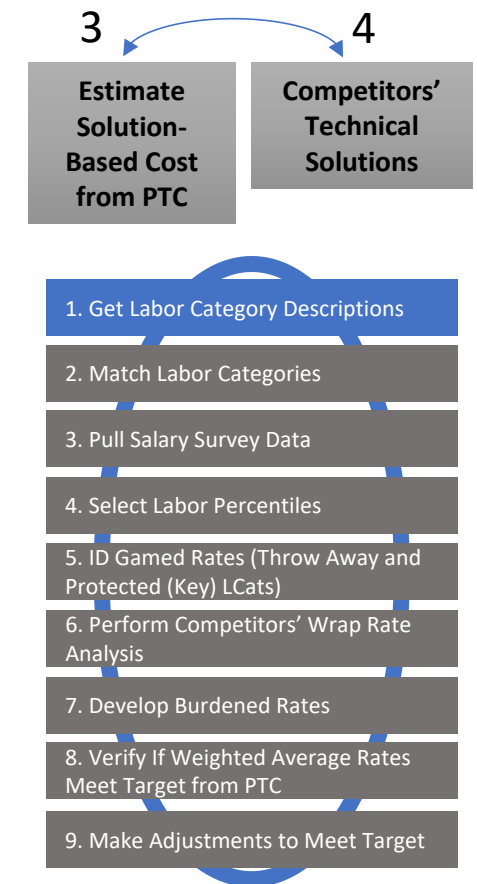 3
4
Estimate
Solution-
Based Cost
from PTC
Competitors’
Technical
Solutions
1. Get Labor Category Descriptions
2. Match Labor Categories
3. Pull Salary Survey Data
4. Select Labor Percentiles
5. ID Gamed Rates (Throw Away and
Protected (Key) LCats)
6. Perform Competitors’ Wrap Rate
Analysis
7. Develop Burdened Rates
8. Verify If Weighted Average Rates
Meet Target from PTC
9. Make Adjustments to Meet Target